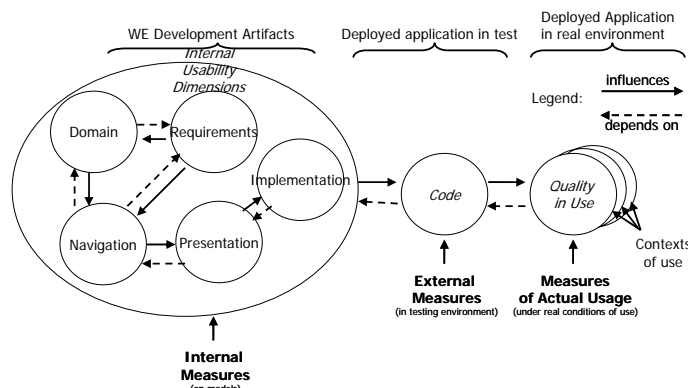 WE Development Artifacts
Deployed application in test
Deployed Application
in real environment
Internal
Usability
Dimensions
Legend:
influences
depends on
Domain
Requirements
Implementation
Navigation
Presentation
Code
Quality
in Use
Contexts
of use
External
Measures
(in testing environment)
Measures
of Actual Usage
(under real conditions of use)
Internal
Measures
(on models)